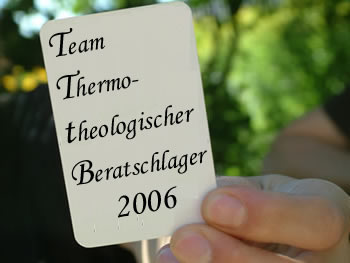 Team
Thermo-
theologischer
Beratschlager
2006